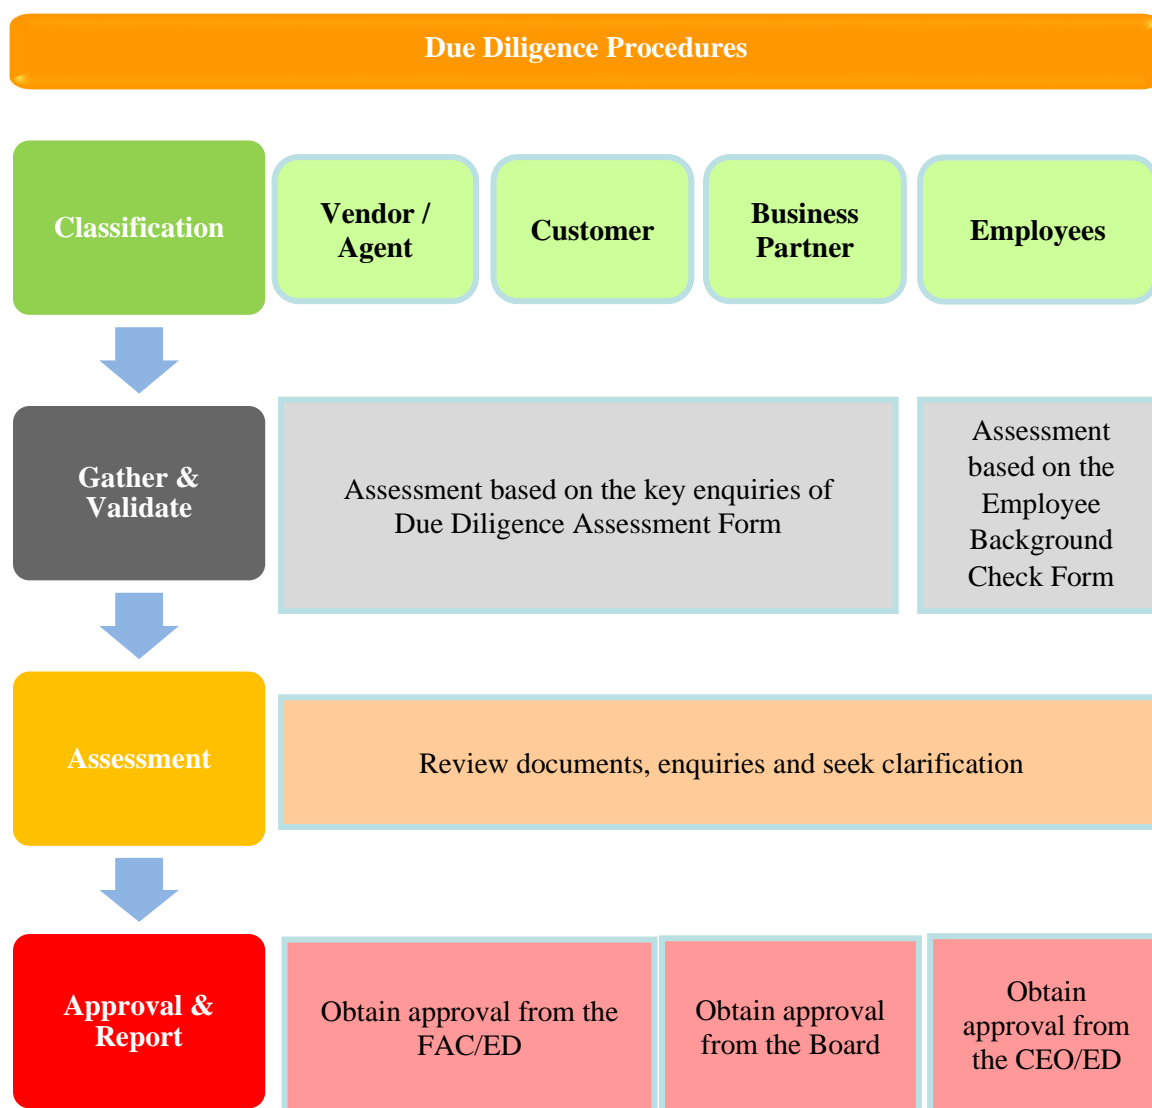 Due Diligence Procedures
Classification
Vendor /
Agent
Customer
Business
Partner
Employees
Gather &
Validate
Assessment based on the key enquiries of
Due Diligence Assessment Form
Assessment
based on the
Employee
Background
Check Form
Assessment
Review documents, enquiries and seek clarification
Approval &
Report
Obtain approval from the
FAC/ED
Obtain approval
from the Board
Obtain
approval from
the CEO/ED